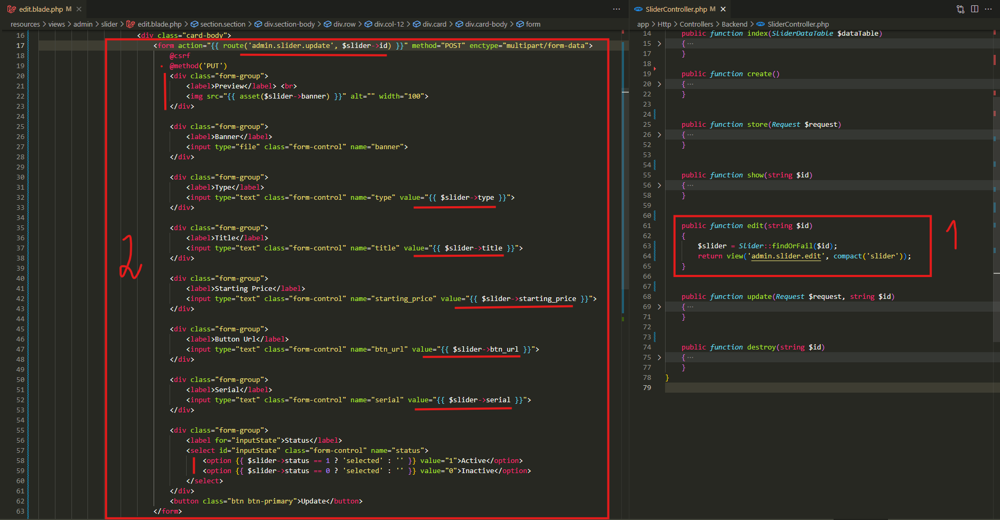 edit.blade.php M
resources > views > admin > slider > edit.blade.php > section.section > div.section-body > div.row > div.col-12 > div.card > div.card-body > form
16 <div class="card-body">
17 <form action="{{ route('admin.slider.update', $slider->id) }}" method="POST" enctype="multipart/form-data">
18 @csrf
19 @method('PUT')
20 <div class="form-group">
21 <label>Preview</label> <br>
22 <img src="{{ asset($slider->banner) }}" alt="" width="100">
23 </div>
24
25 <div class="form-group">
26 <label>Banner</label>
27 <input type="file" class="form-control" name="banner">
28 </div>
29
30 <div class="form-group">
31 <label>Type</label>
32 <input type="text" class="form-control" name="type" value="{{ $slider->type }}">
33 </div>
34
35 <div class="form-group">
36 <label>Title</label>
37 <input type="text" class="form-control" name="title" value="{{ $slider->title }}">
38 </div>
39
40 <div class="form-group">
41 <label>Starting Price</label>
42 <input type="text" class="form-control" name="starting_price" value="{{ $slider->starting_price }}">
43 </div>
44
45 <div class="form-group">
46 <label>Button Url</label>
47 <input type="text" class="form-control" name="btn_url" value="{{ $slider->btn_url }}">
48 </div>
49
50 <div class="form-group">
51 <label>Serial</label>
52 <input type="text" class="form-control" name="serial" value="{{ $slider->serial }}">
53 </div>
54
55 <div class="form-group">
56 <label for="inputState">Status</label>
57 <select id="inputState" class="form-control" name="status">
58 <option {{ $slider->status == 1 ? 'selected' : '' }} value="1">Active</option>
59 <option {{ $slider->status == 0 ? 'selected' : '' }} value="0">Inactive</option>
60 </select>
61 </div>
62 <button class="btn btn-primary">Update</button>
63 </form>
2
SliderController.php M
app > Http > Controllers > Backend > SliderController.php
14 public function index(SliderDataTable $dataTable)
15 { ...
17 }
18
19 public function create()
20 { ...
22 }
23
24
25 public function store(Request $request)
26 { ...
52 }
53
54
55 public function show(string $id)
56 { ...
58 }
59
60
61 public function edit(string $id)
62 {
63 $slider = Slider::findOrFail($id);
64 return view('admin.slider.edit', compact('slider'));
65 }
66
67
68 public function update(Request $request, string $id)
69 { ...
71 }
72
73
74 public function destroy(string $id)
75 { ...
77 }
78 }
79
1